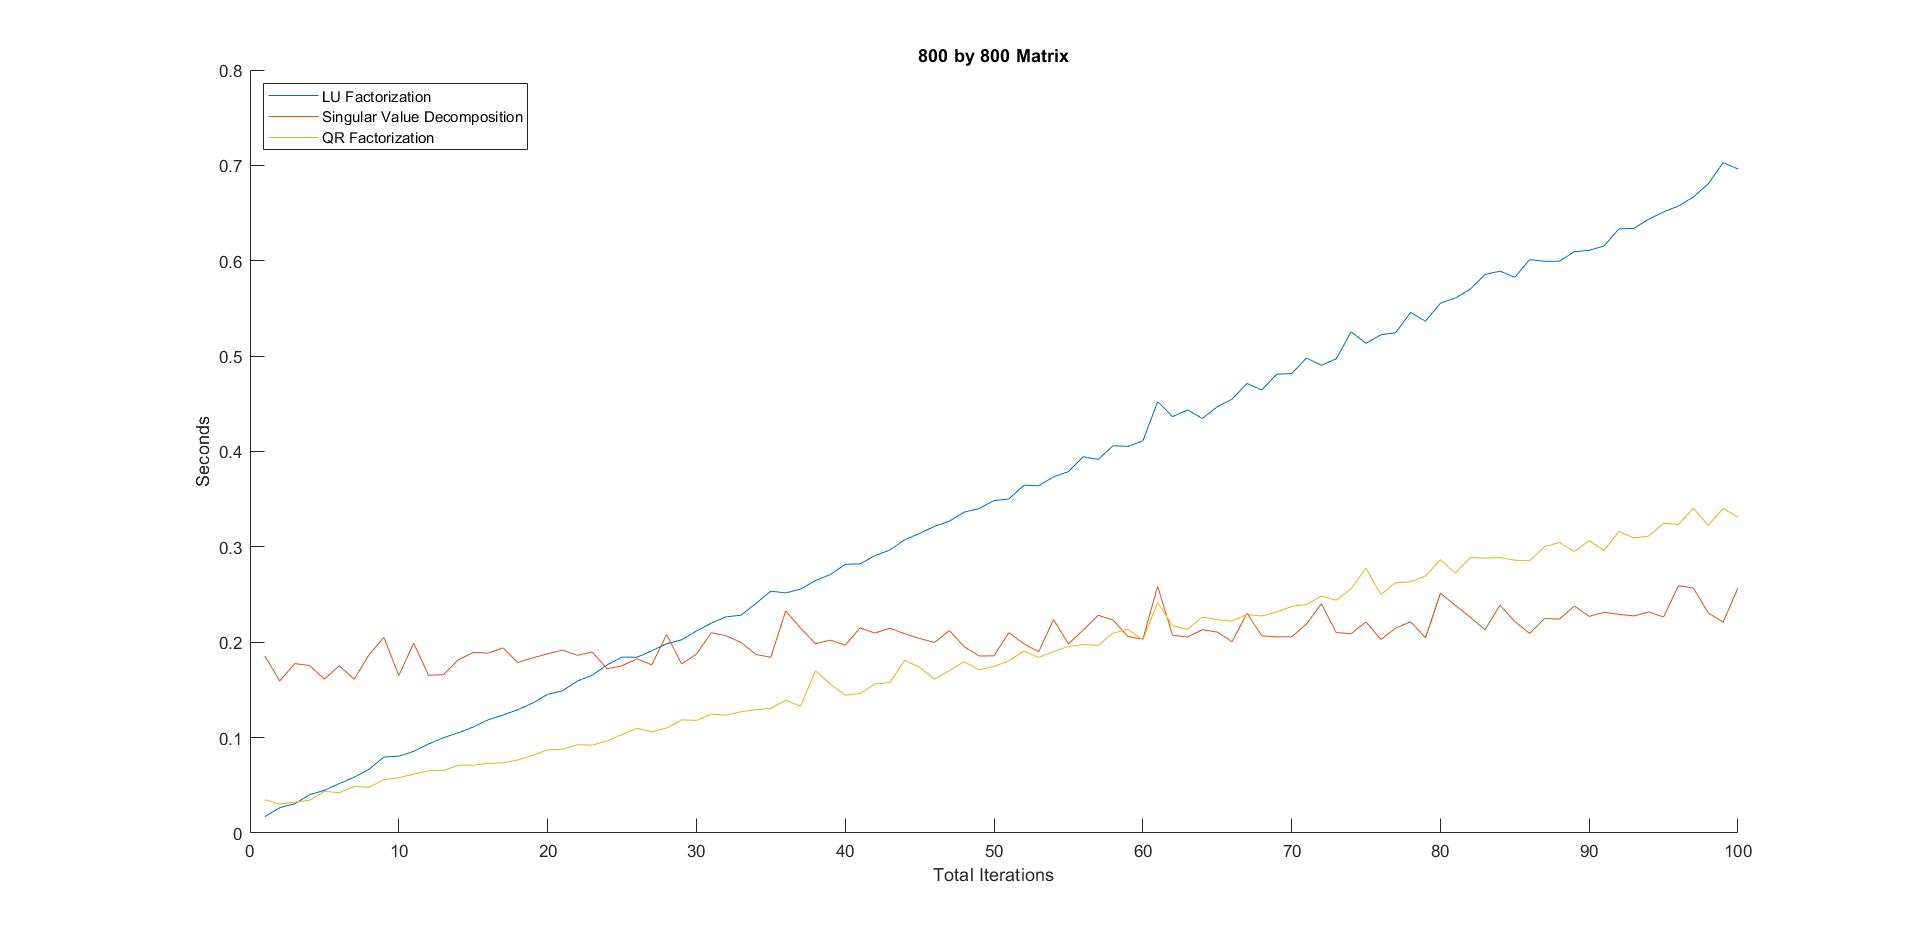 800 by 800 Matrix
LU Factorization
Singular Value Decomposition
QR Factorization
0.8
0.7
0.6
0.5
0.4
0.3
0.2
0.1
0
Seconds
0 10 20 30 40 50 60 70 80 90 100
Total Iterations